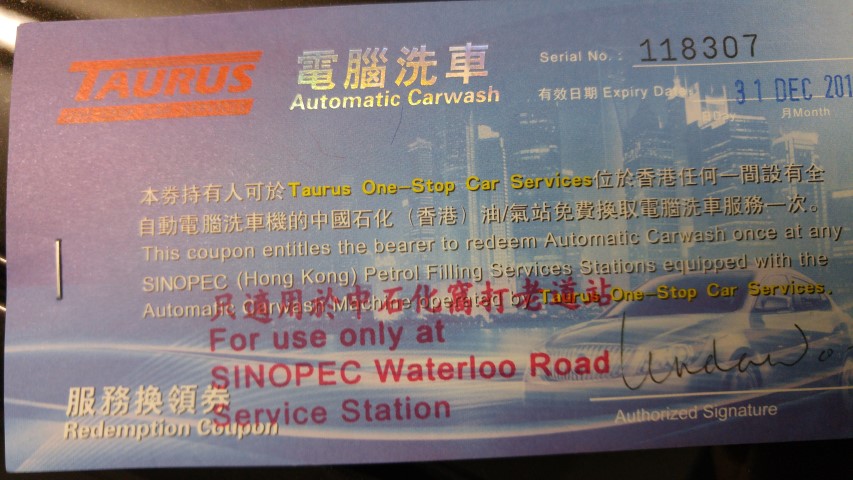 TAURUS
電腦洗車
Automatic Carwash
Serial No. : 118307
有效日期 Expiry Date 31 DEC 201
日Day 月Month
本券持有人可於Taurus One-Stop Car Services位於香港任何一間設有全
自動電腦洗車機的中國石化（香港）油/氣站免費換取電腦洗車服務一次。
This coupon entitles the bearer to redeem Automatic Carwash once at any
SINOPEC (Hong Kong) Petrol Filling Services Stations equipped with the
Automatic Carwash Machine operated by Taurus One-Stop Car Services.
只適用於中石化窩打老道站
For use only at
SINOPEC Waterloo Road
Service Station
服務換領券
Redemption Coupon
Authorized Signature